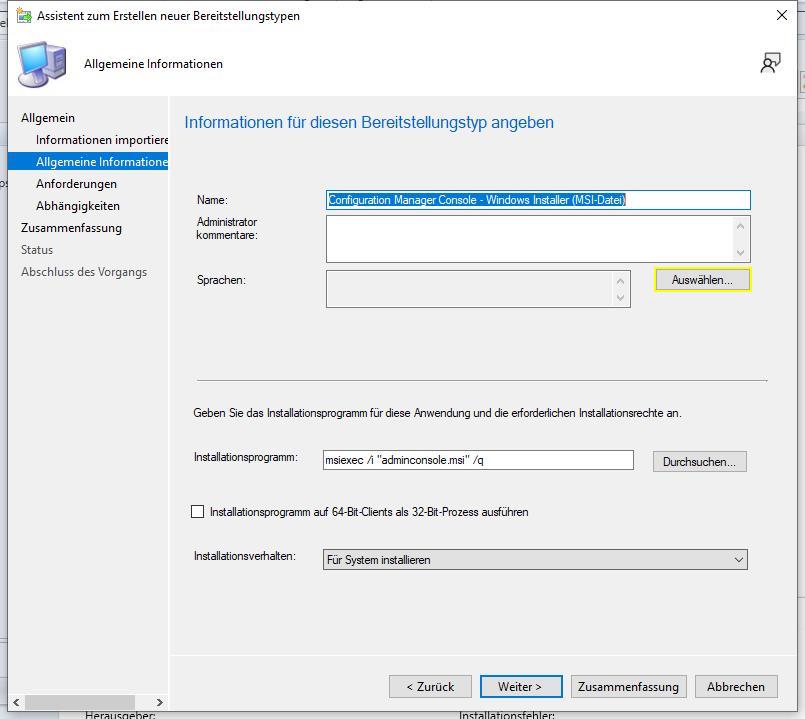 Assistent zum Erstellen neuer Bereitstellungstypen
Allgemeine Informationen
Allgemein
Informationen importiere
Allgemeine Informatione
Anforderungen
Abhängigkeiten
Zusammenfassung
Status
Abschluss des Vorgangs
Informationen für diesen Bereitstellungstyp angeben
Name:
Configuration Manager Console - Windows Installer (MSI-Datei)
Administrator
kommentare:
Sprachen:
Auswählen...
Geben Sie das Installationsprogramm für diese Anwendung und die erforderlichen Installationsrechte an.
Installationsprogramm:
msiexec /i "adminconsole.msi" /q
Durchsuchen...
Installationsprogramm auf 64-Bit-Clients als 32-Bit-Prozess ausführen
Installationsverhalten:
Für System installieren
< Zurück
Weiter >
Zusammenfassung
Abbrechen
Herausgeber:
Installationsfehler: